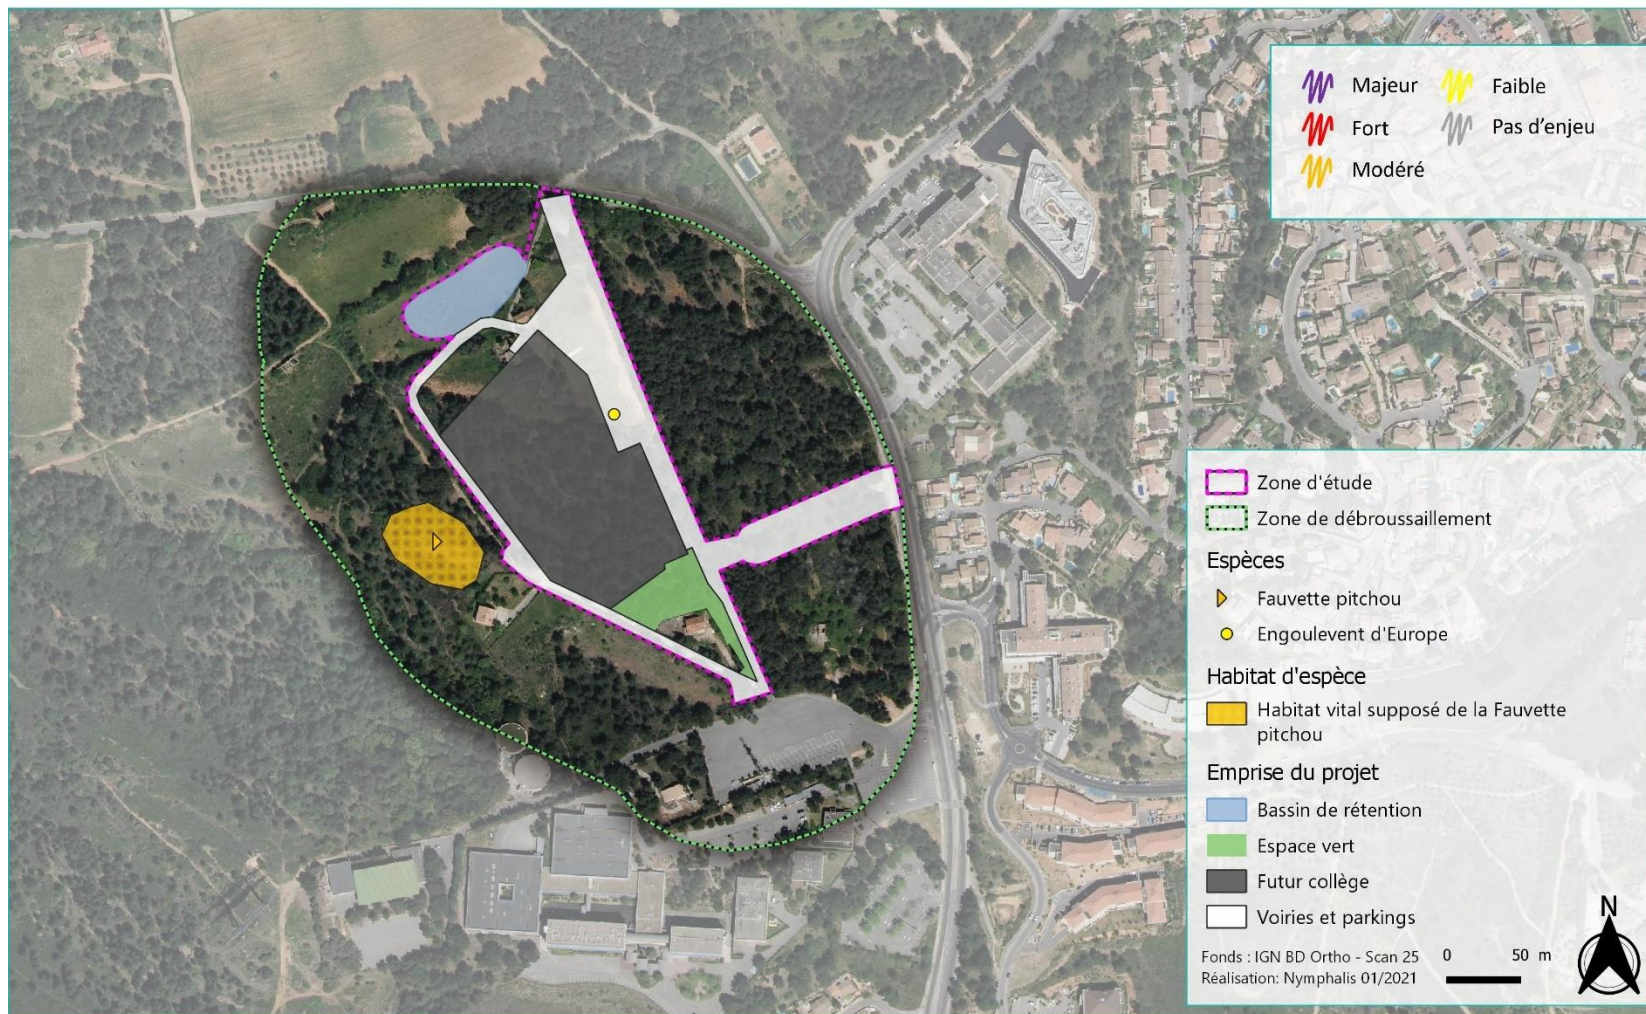 Majeur
Faible
Fort
Pas d'enjeu
Modéré
Zone d'étude
Zone de débroussaillement
Espèces
Fauvette pitchou
Engoulevent d'Europe
Habitat d'espèce
Habitat vital supposé de la Fauvette
pitchou
Emprise du projet
Bassin de rétention
Espace vert
Futur collège
Voiries et parkings
N
Fonds : IGN BD Ortho - Scan 25
0 50 m
Réalisation: Nymphalis 01/2021